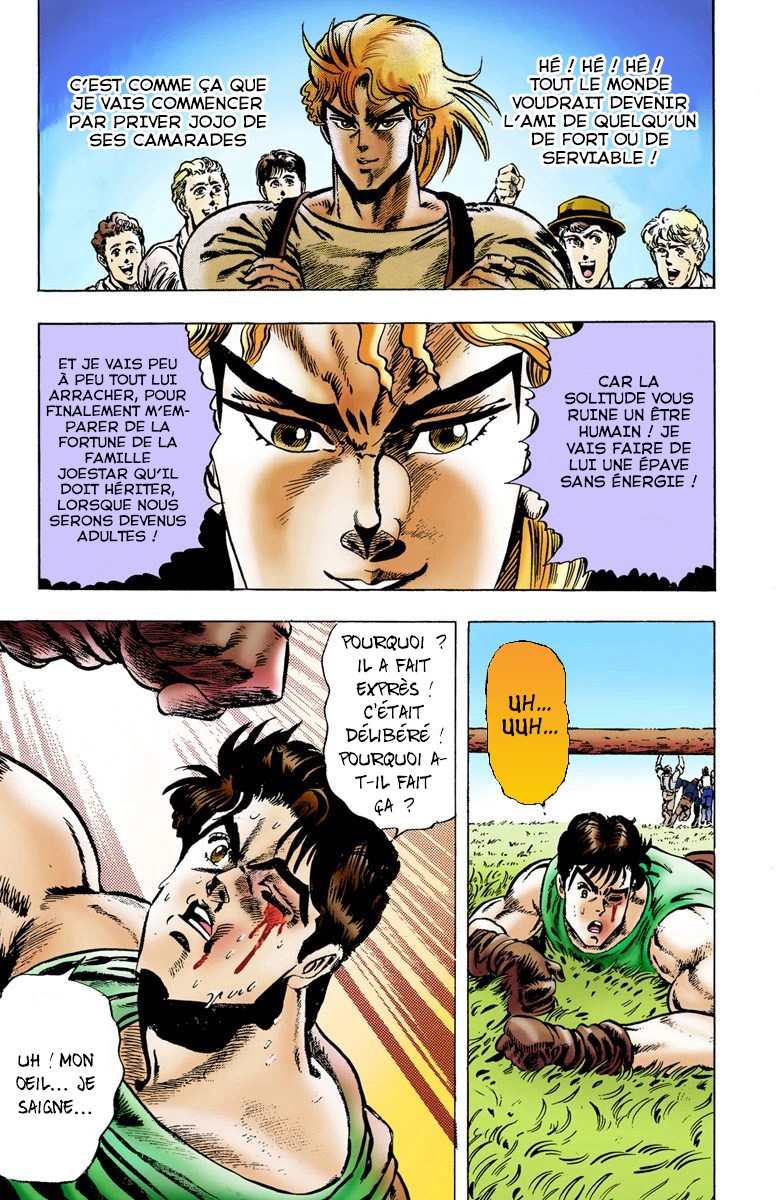 HÉ ! HÉ ! HÉ !
TOUT LE MONDE
VOUDRAIT DEVENIR
L'AMI DE QUELQU'UN
DE FORT OU DE
SERVIABLE !
C'EST COMME ÇA QUE
JE VAIS COMMENCER
PAR PRIVER JOJO DE
SES CAMARADES
CAR LA
SOLITUDE VOUS
RUINE UN ÊTRE
HUMAIN ! JE
VAIS FAIRE DE
LUI UNE ÉPAVE
SANS ÉNERGIE !
ET JE VAIS PEU
À PEU TOUT LUI
ARRACHER, POUR
FINALEMENT M'EM-
PARER DE LA
FORTUNE DE LA
FAMILLE
JOESTAR QU'IL
DOIT HÉRITER,
LORSQUE NOUS
SERONS DEVENUS
ADULTES !
UH...
UUH...
POURQUOI ?
IL A FAIT
EXPRÈS !
C'ÉTAIT
DÉLIBÉRÉ !
POURQUOI A-
T-IL FAIT
ÇA ?
UH ! MON
OEIL... JE
SAIGNE...